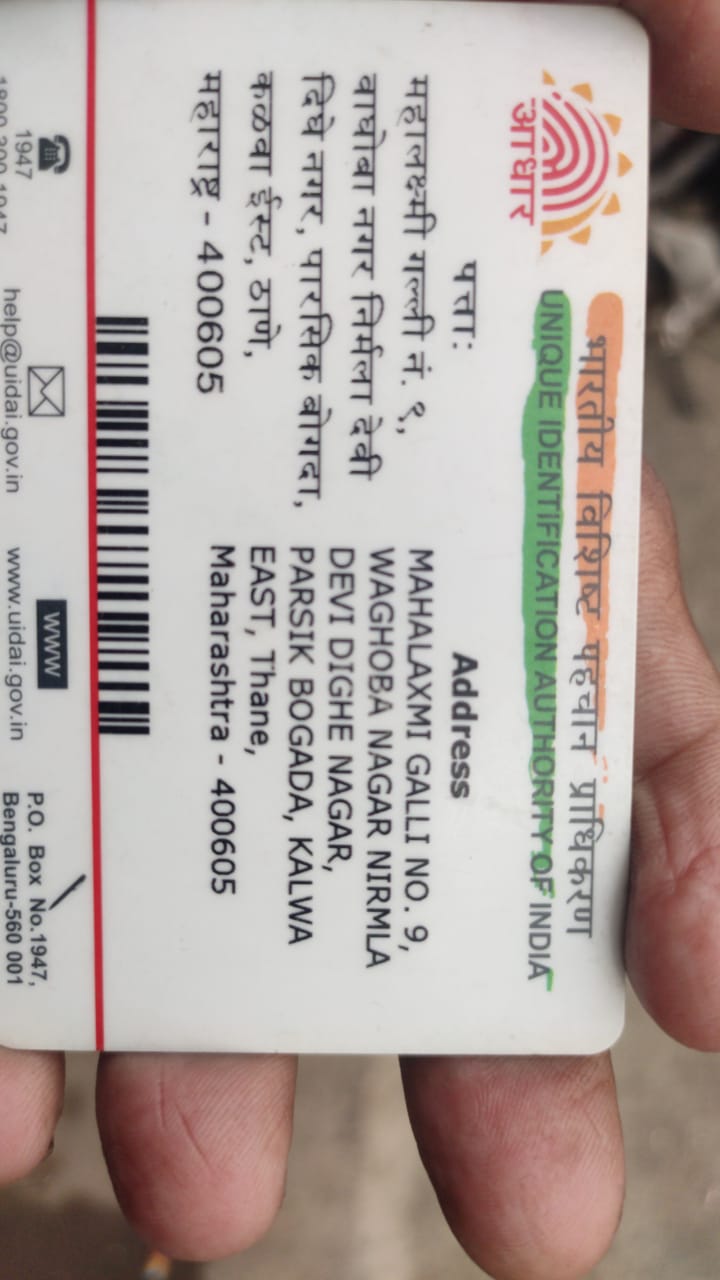 आधार
भारतीय विशिष्ट पहचान प्राधिकरण
UNIQUE IDENTIFICATION AUTHORITY OF INDIA
पत्ता:
महालक्ष्मी गल्ली नं. ९,
वाघोबा नगर निर्मला देवी
दिघे नगर, पारसिक बोगदा,
कळवा ईस्ट, ठाणे,
महाराष्ट्र - 400605
Address
MAHALAXMI GALLI NO. 9,
WAGHOBA NAGAR NIRMLA
DEVI DIGHE NAGAR,
PARSIK BOGADA, KALWA
EAST, Thane,
Maharashtra - 400605
1947
1800 300 1947
help@uidai.gov.in
WWW
www.uidai.gov.in
P.O. Box No.1947,
Bengaluru-560 001